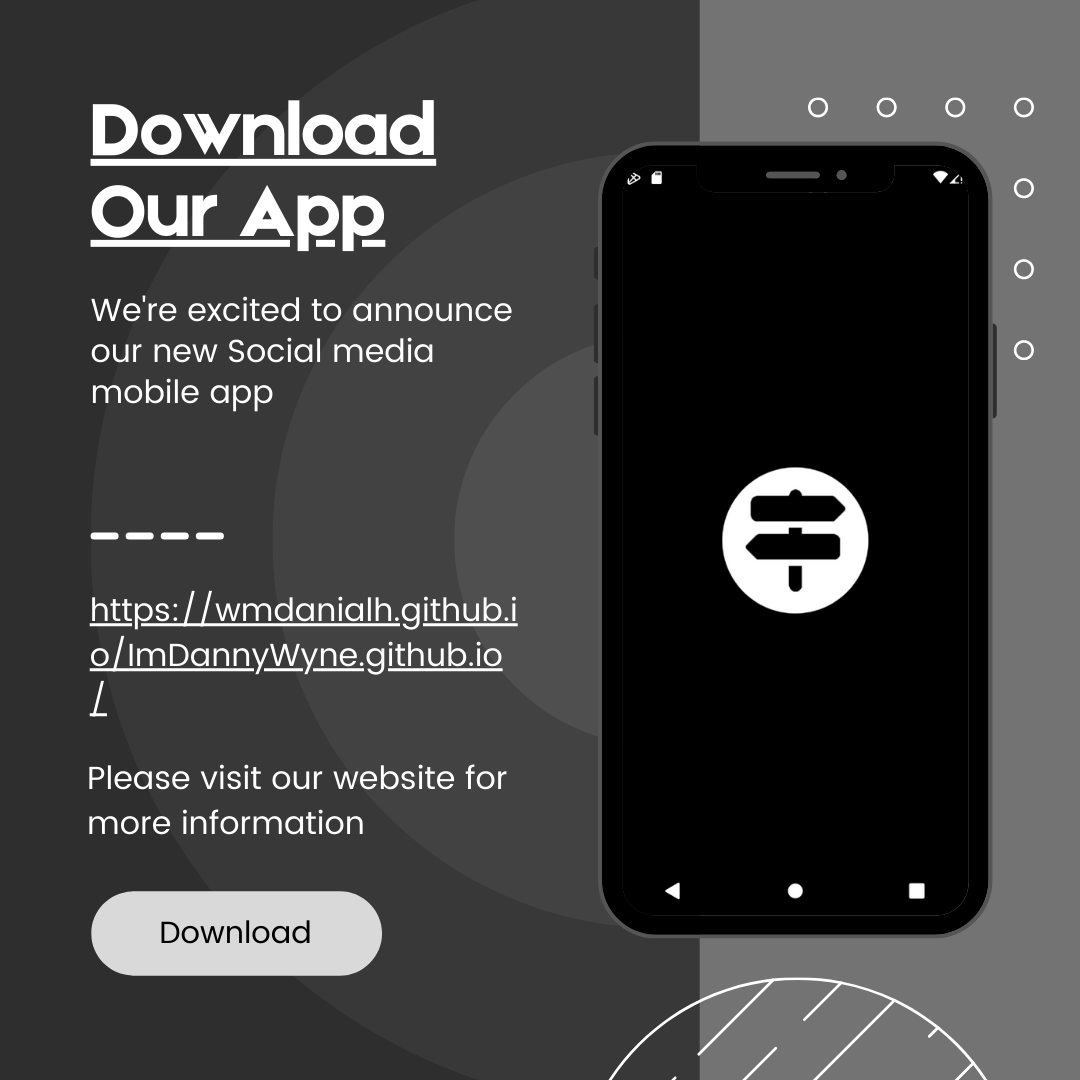 Download
Our App
We're excited to announce
our new Social media
mobile app
https://wmdanialh.github.i
o/ImDannyWyne.github.io
/
Please visit our website for
more information
Download